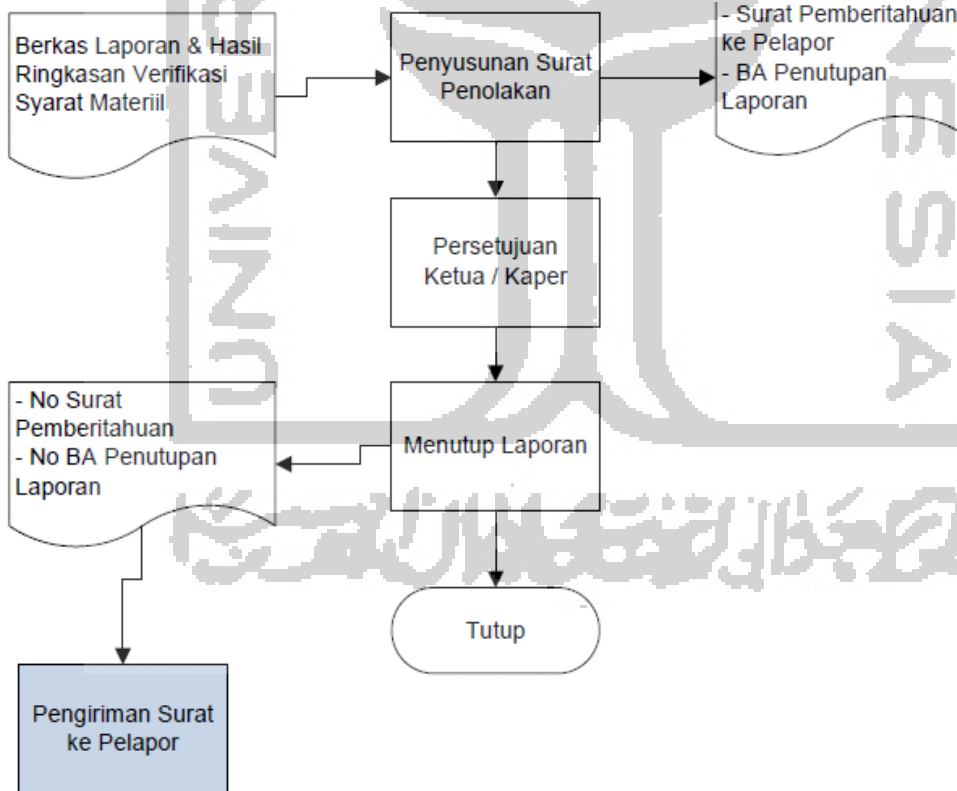 Berkas Laporan & Hasil
Ringkasan Verifikasi
Syarat Materiil
Penyusunan Surat
Penolakan
- Surat Pemberitahuan
ke Pelapor
- BA Penutupan
Laporan
Persetujuan
Ketua / Kaper
- No Surat
Pemberitahuan
- No BA Penutupan
Laporan
Menutup Laporan
Tutup
Pengiriman Surat
ke Pelapor